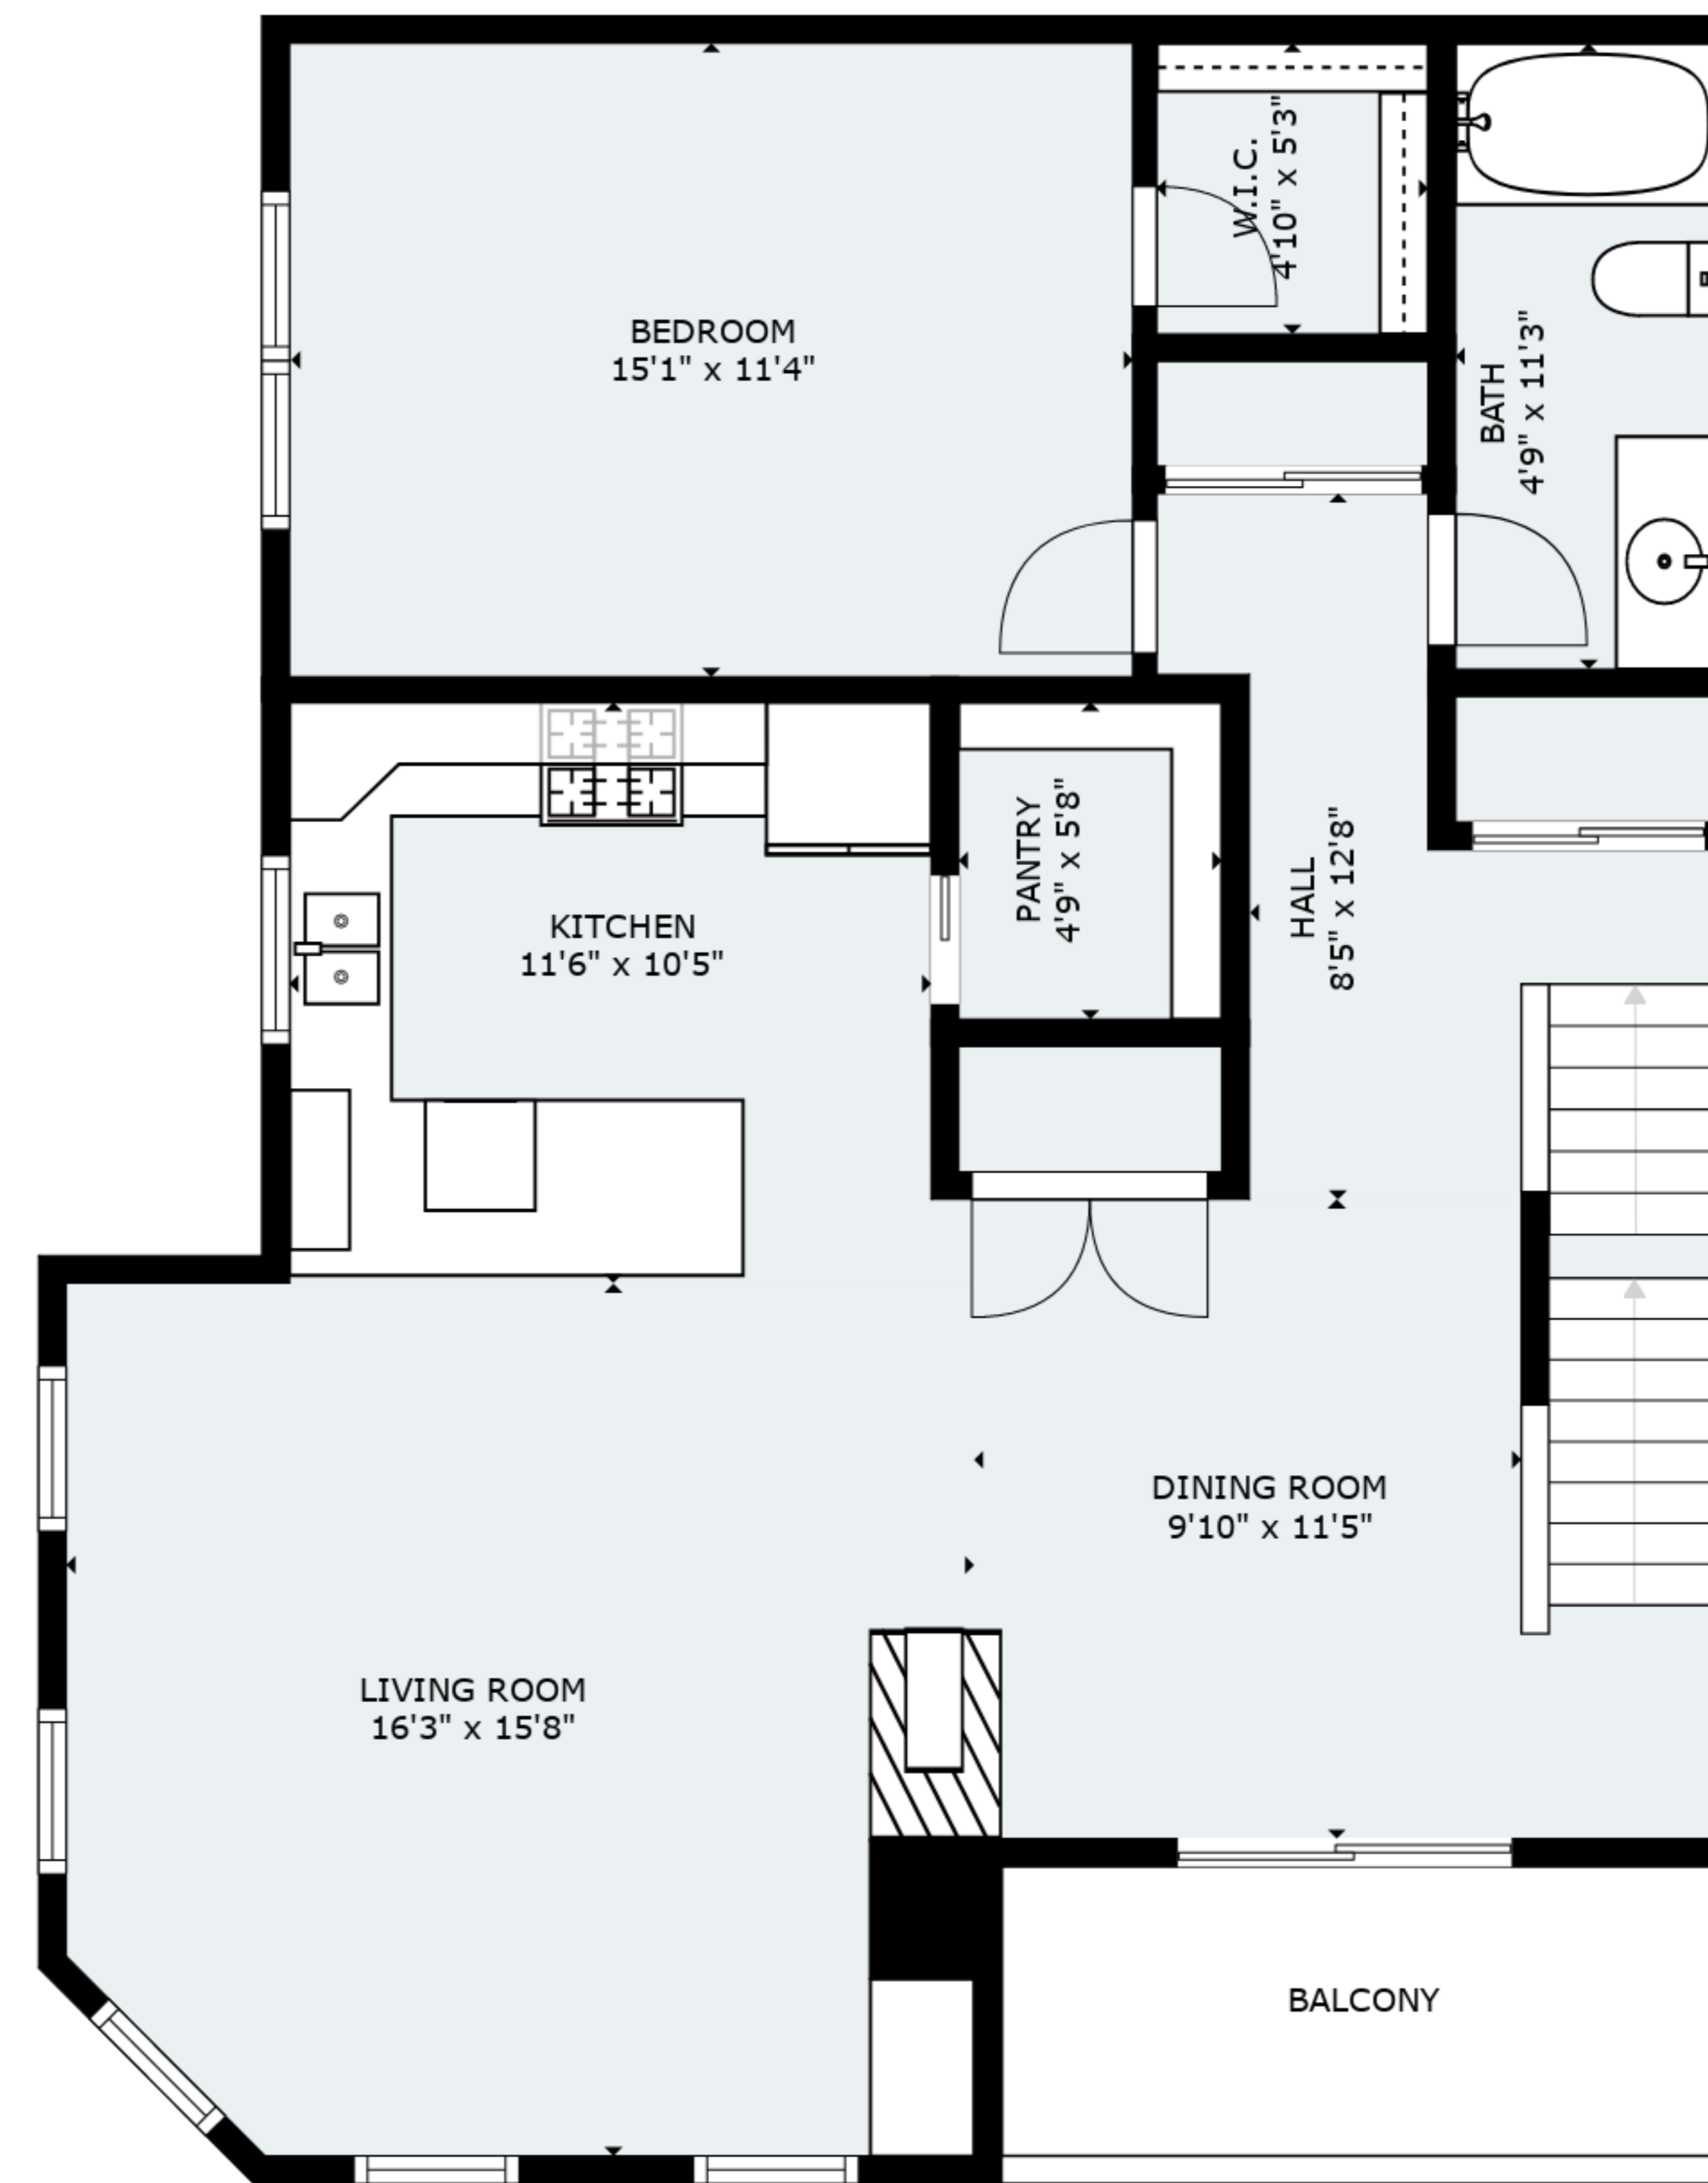 W.I.C.
4'10" x 5'3"
BEDROOM
15'1" x 11'4"
BATH
4'9" x 11'3"
KITCHEN
11'6" x 10'5"
PANTRY
4'9" x 5'8"
HALL
8'5" x 12'8"
DINING ROOM
9'10" x 11'5"
LIVING ROOM
16'3" x 15'8"
BALCONY